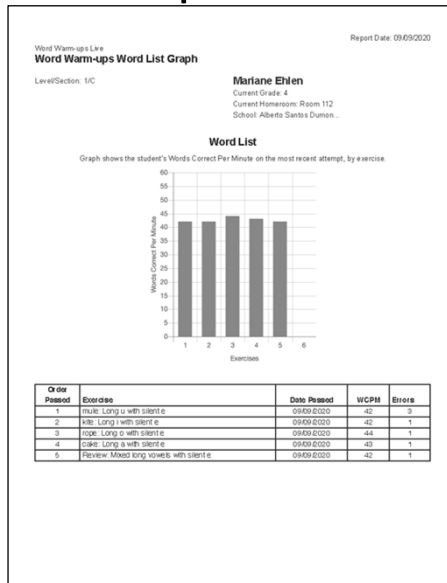 Report Date: 09/09/2020
Word Warm-ups Live
Word Warm-ups Word List Graph
Level/Section: 1/C
Mariane Ehlen
Current Grade: 4
Current Homeroom: Room 112
School: Alberto Santos Dumon...
Word List
Graph shows the student's Words Correct Per Minute on the most recent attempt, by exercise.
60
55
50
45
40
35
30
25
20
15
10
5
0
Words Correct Per Minute
1 2 3 4 5 6
Exercises
Order Passed Exercise Date Passed WCPM Errors
1 mule: Long u with silent e 09/09/2020 42 3
2 kite: Long i with silent e 09/09/2020 42 1
3 rope: Long o with silent e 09/09/2020 44 1
4 cake: Long a with silent e 09/09/2020 43 1
5 Review: Mixed long vowels with silent e 09/09/2020 42 1